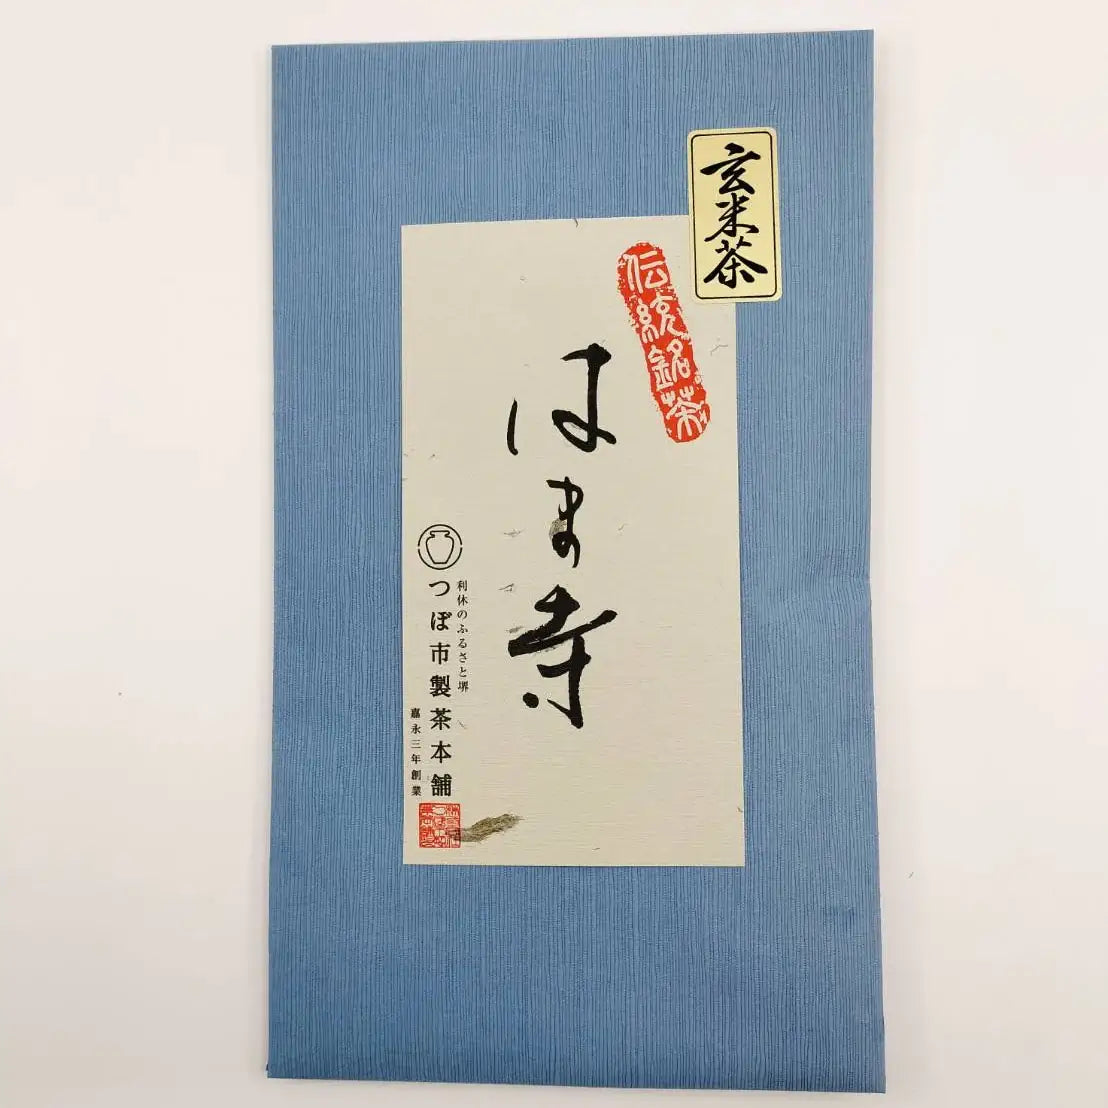 玄米茶
伝統銘茶
はま寺
利休のふるさと堺
つぼ市製茶本舗
嘉永三年創業